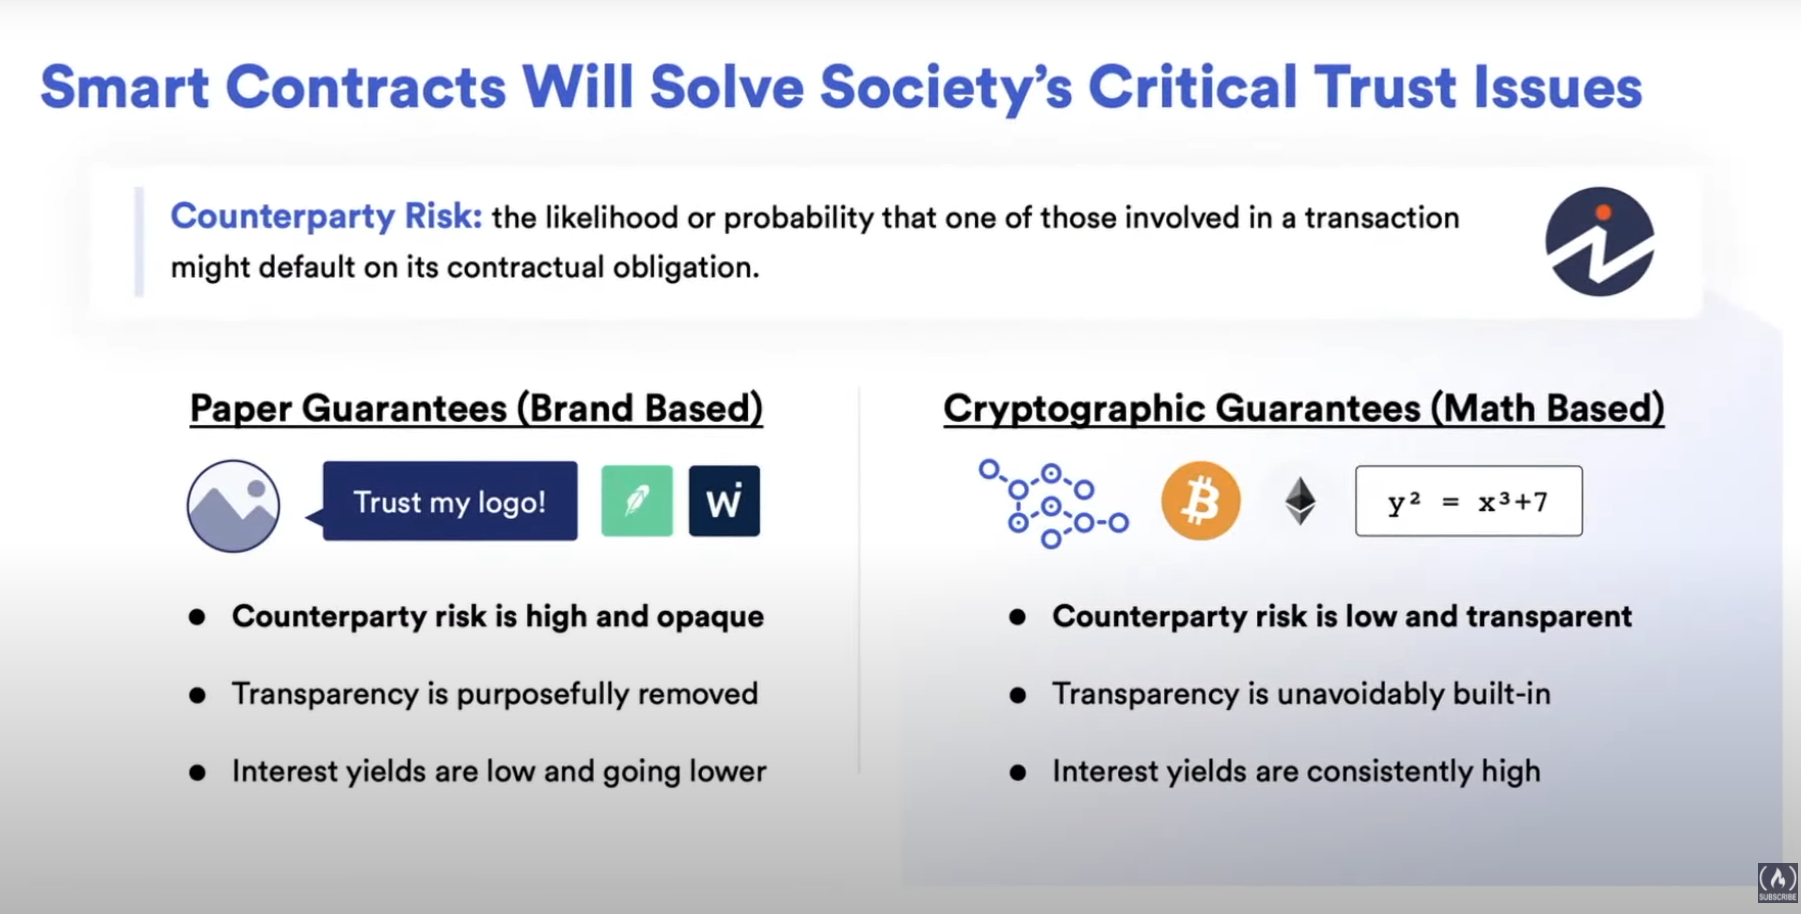 Smart Contracts Will Solve Society's Critical Trust Issues
Counterparty Risk: the likelihood or probability that one of those involved in a transaction
might default on its contractual obligation.
Paper Guarantees (Brand Based)
Trust my logo!
W
Counterparty risk is high and opaque
Transparency is purposefully removed
Interest yields are low and going lower
Cryptographic Guarantees (Math Based)
y² = x³+7
Counterparty risk is low and transparent
Transparency is unavoidably built-in
Interest yields are consistently high
SUBSCRIBE